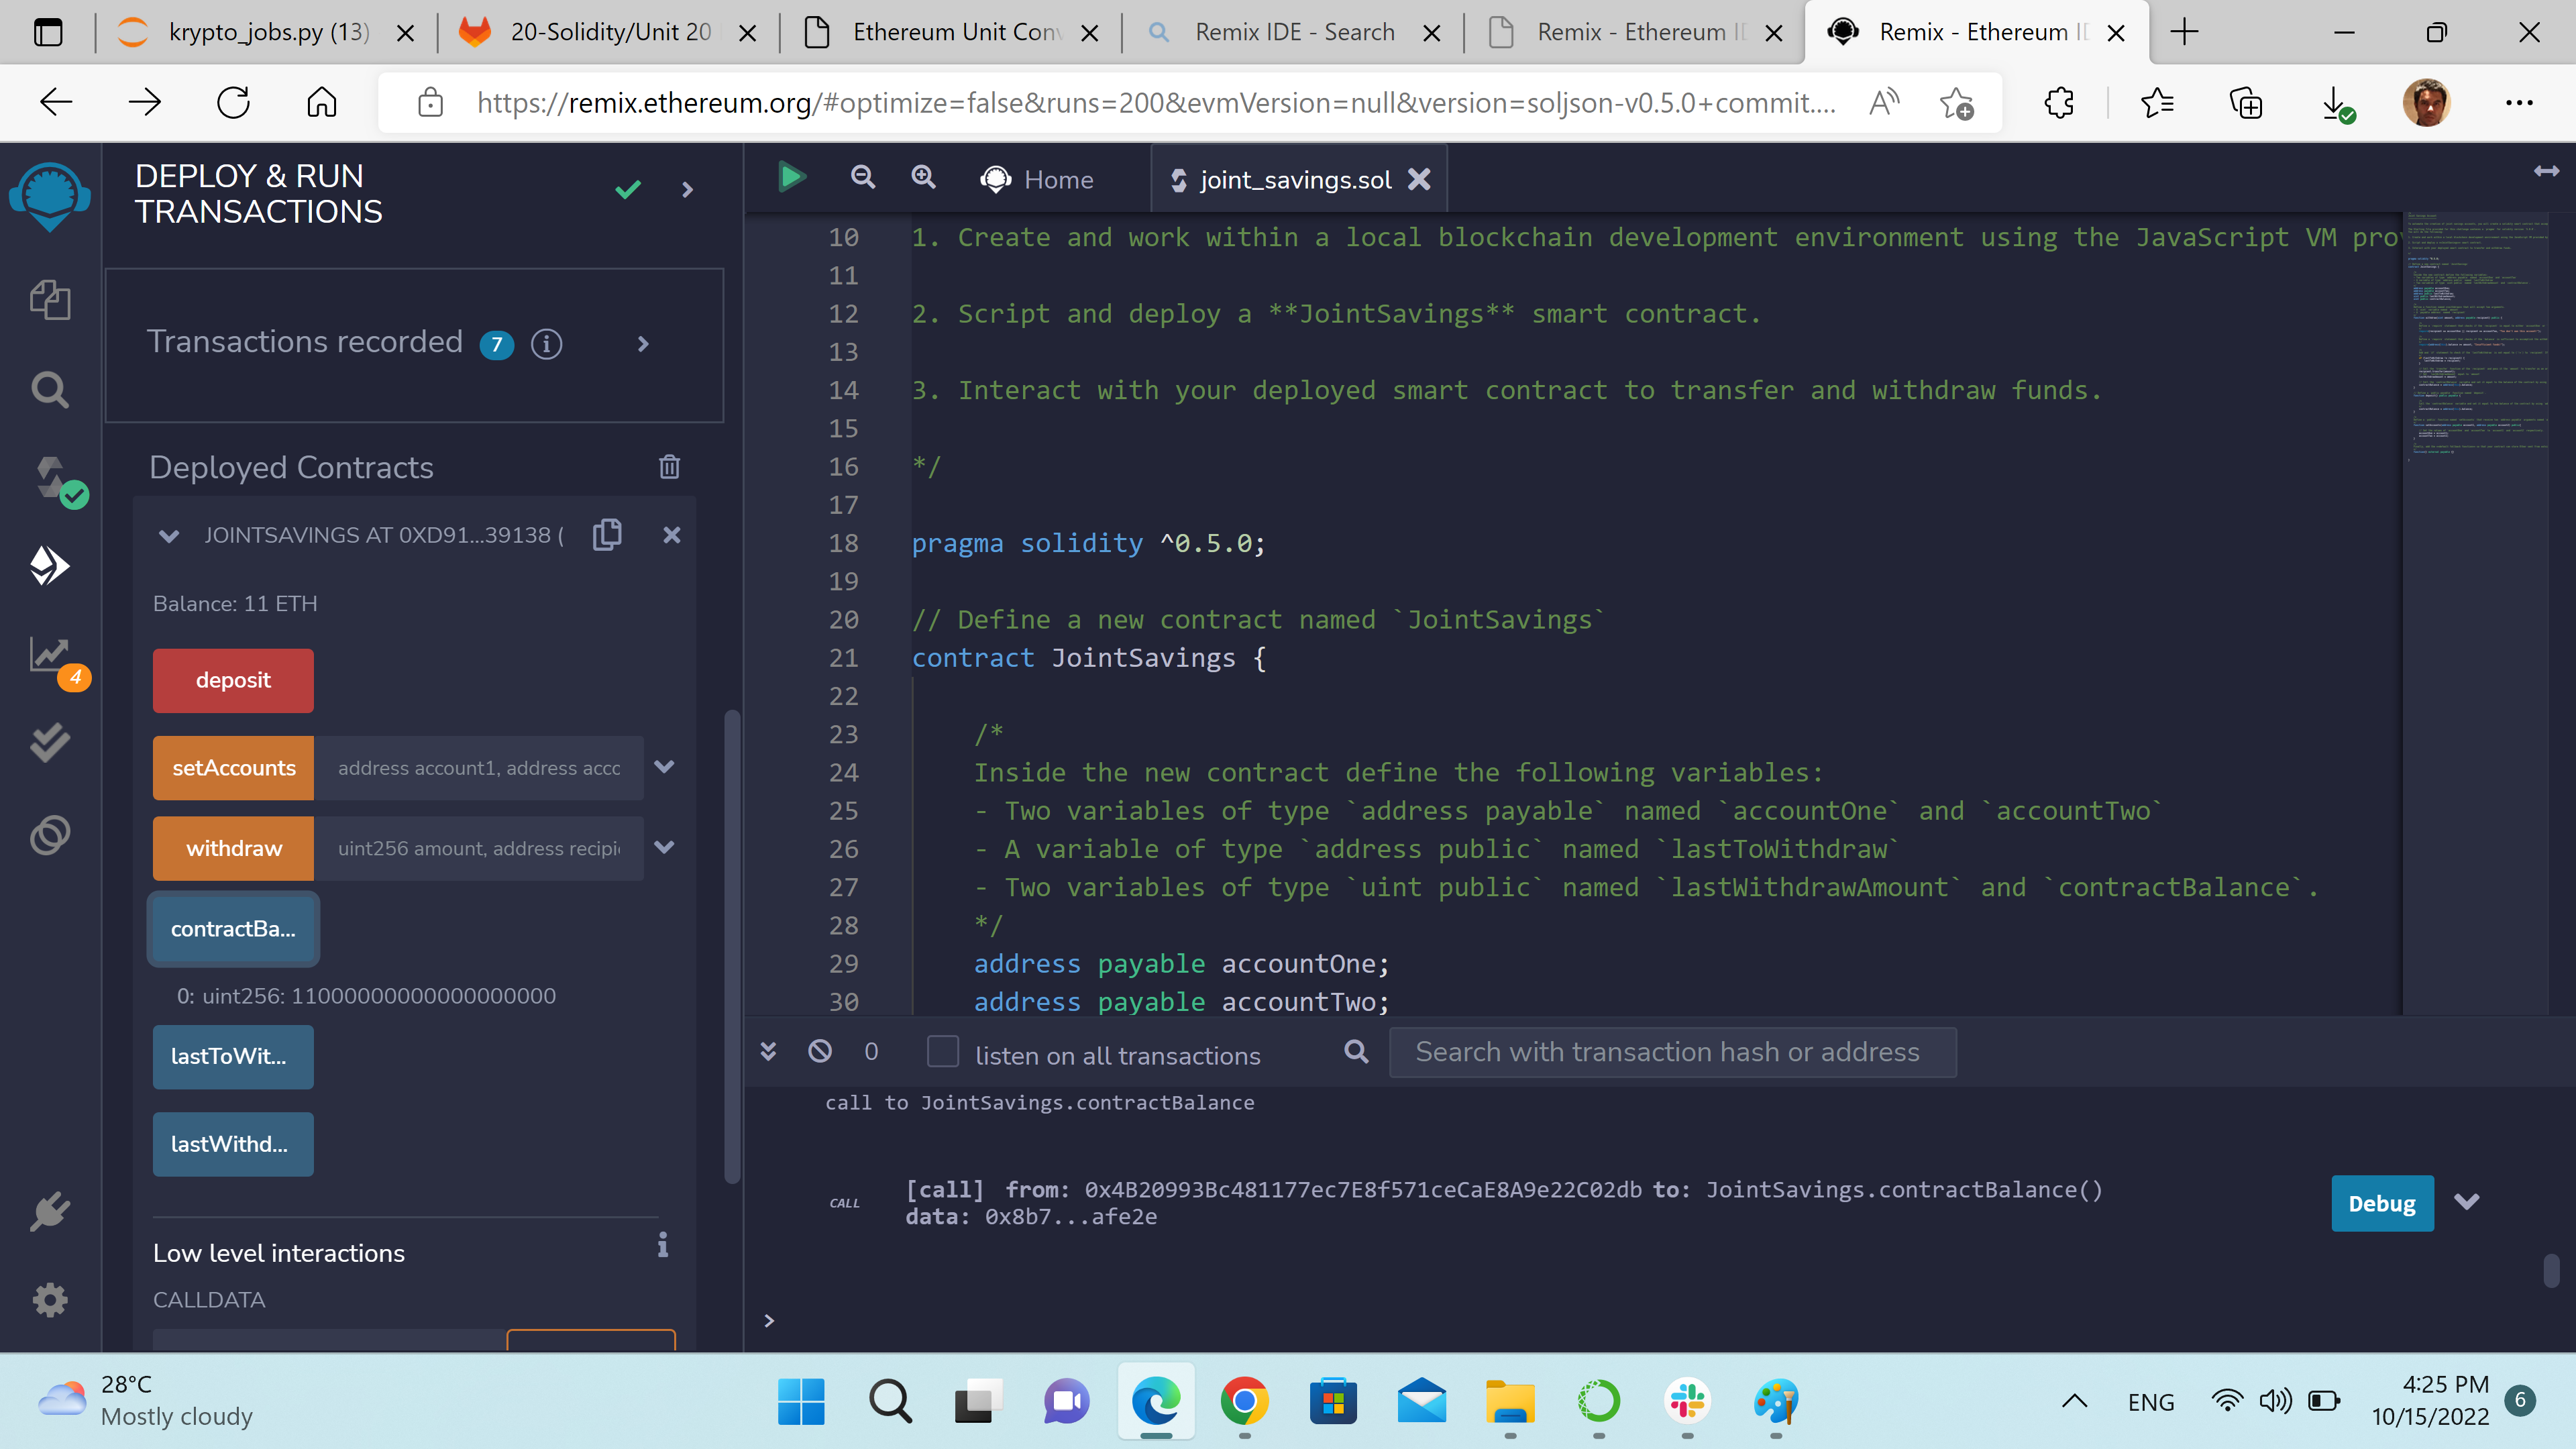 krypto_jobs.py (13)
20-Solidity/Unit 20
Ethereum Unit Conv
Remix IDE - Search
Remix - Ethereum I
Remix - Ethereum I
https://remix.ethereum.org/#optimize=false&runs=200&evmVersion=null&version=soljson-v0.5.0+commit....
DEPLOY & RUN
TRANSACTIONS
Transactions recorded 7 i
Deployed Contracts
JOINTSAVINGS AT 0XD91...39138 (
Balance: 11 ETH
deposit
setAccounts address account1, address accc
withdraw uint256 amount, address recipi
contractBa...
0: uint256: 11000000000000000000
lastToWit...
lastWithd...
Low level interactions
CALLDATA
4
Home
joint_savings.sol
10 1. Create and work within a local blockchain development environment using the JavaScript VM prov
11
12 2. Script and deploy a **JointSavings** smart contract.
13
14 3. Interact with your deployed smart contract to transfer and withdraw funds.
15
16 */
17
18 pragma solidity ^0.5.0;
19
20 // Define a new contract named `JointSavings`
21 contract JointSavings {
22
23 /*
24 Inside the new contract define the following variables:
25 - Two variables of type `address payable` named `accountOne` and `accountTwo`
26 - A variable of type `address public` named `lastToWithdraw`
27 - Two variables of type `uint public` named `lastWithdrawAmount` and `contractBalance`.
28 */
29 address payable accountOne;
30 address payable accountTwo;
0 listen on all transactions Search with transaction hash or address
call to JointSavings.contractBalance
CALL [call] from: 0x4B20993Bc481177ec7E8f571ceCaE8A9e22C02db to: JointSavings.contractBalance()
data: 0x8b7...afe2e
Debug
>
28°C
Mostly cloudy
ENG
4:25 PM
10/15/2022
6